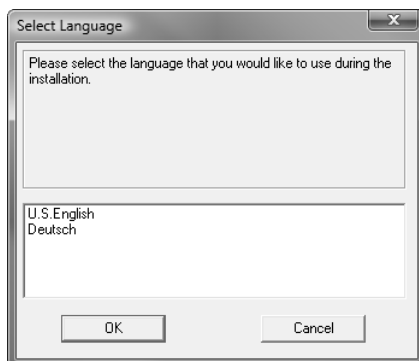 Select Language
Please select the language that you would like to use during the
installation.
U.S.English
Deutsch
OK
Cancel